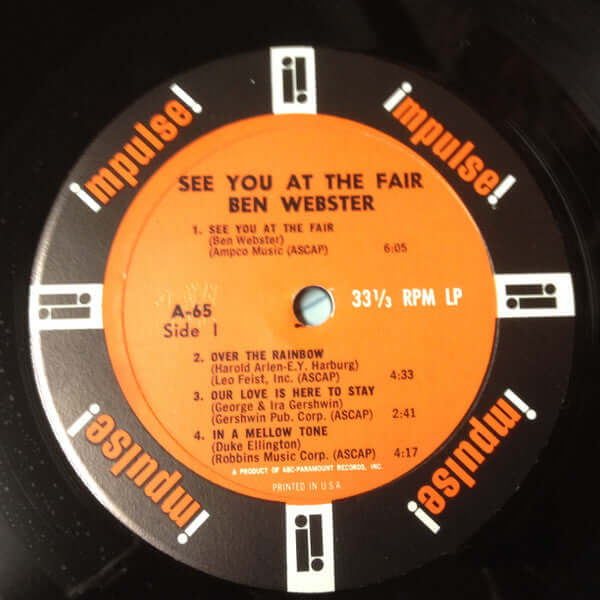 impulse!
impulse!
SEE YOU AT THE FAIR
BEN WEBSTER
1. SEE YOU AT THE FAIR
(Ben Webster)
(Ampco Music (ASCAP) 6:05
A-65
Side 1
33 1/3 RPM LP
2. OVER THE RAINBOW
(Harold Arlen-E.Y. Harburg)
(Leo Feist, Inc. (ASCAP) 4:33
3. OUR LOVE IS HERE TO STAY
(George & Ira Gershwin)
(Gershwin Pub. Corp. (ASCAP) 2:41
4. IN A MELLOW TONE
(Duke Ellington)
(Robbins Music Corp. (ASCAP) 4:17
A PRODUCT OF ABC-PARAMOUNT RECORDS, INC.
PRINTED IN U S A
impulse!
impulse!